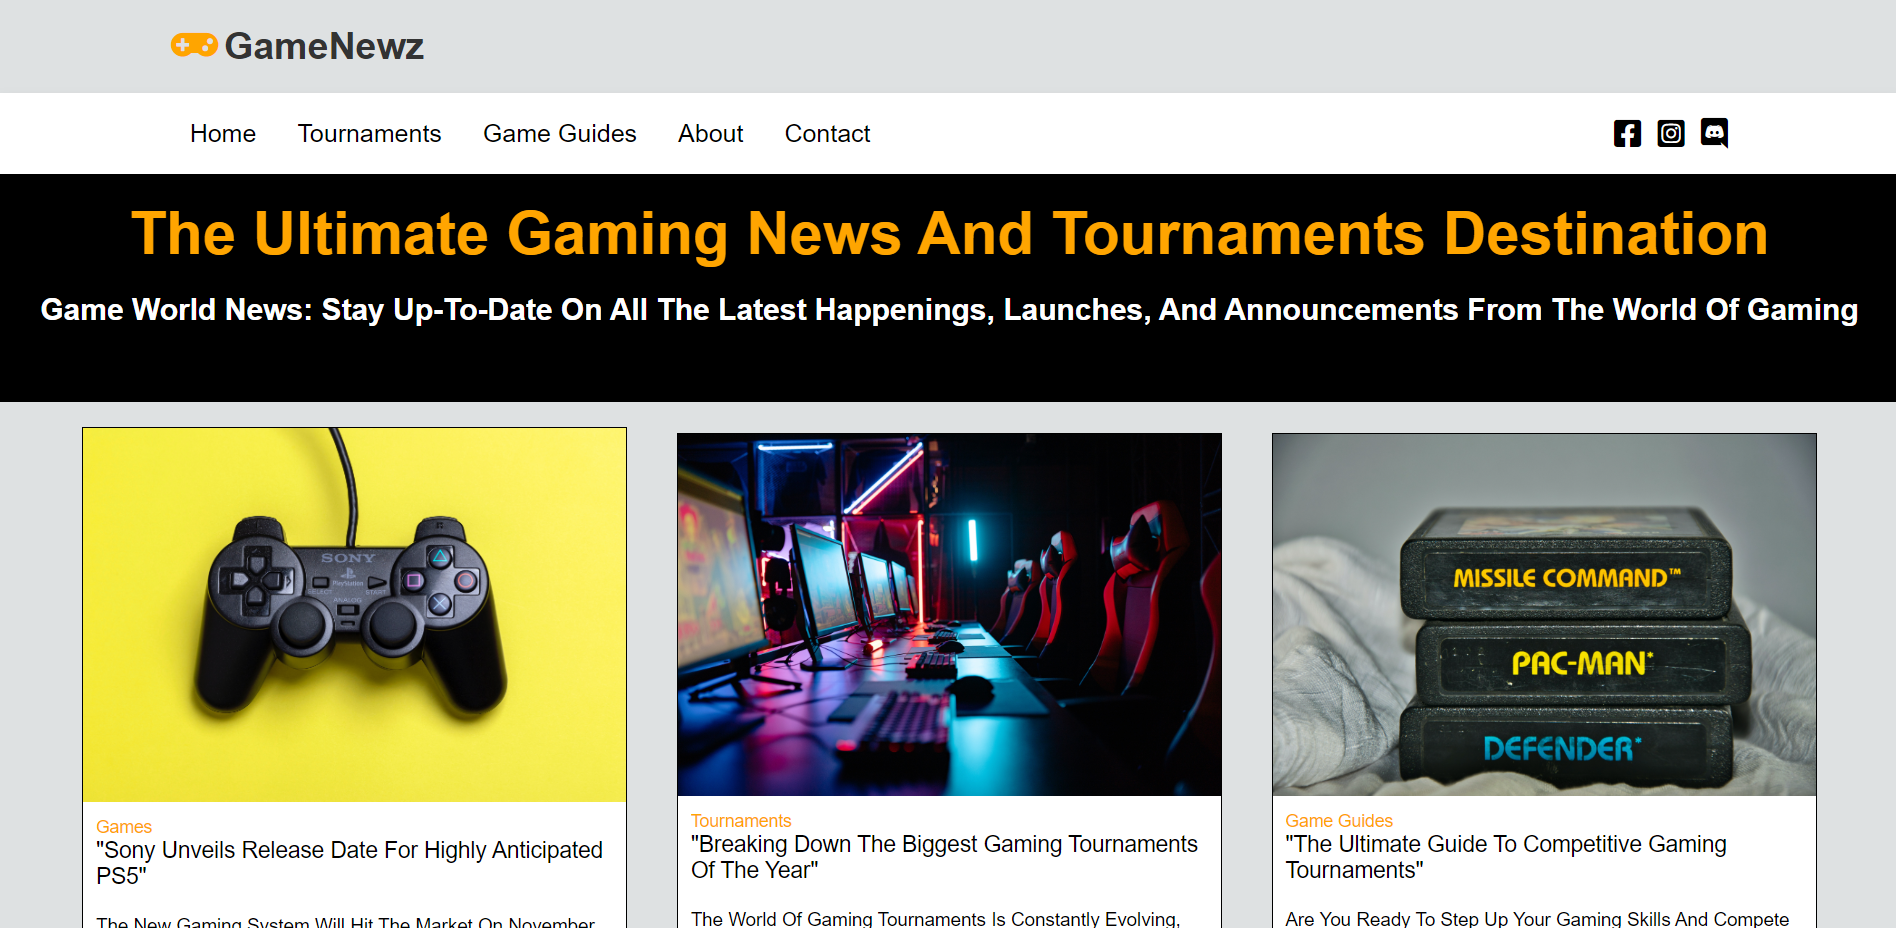 GameNewz
Home Tournaments Game Guides About Contact
The Ultimate Gaming News And Tournaments Destination
Game World News: Stay Up-To-Date On All The Latest Happenings, Launches, And Announcements From The World Of Gaming
SONY
PlayStation
SELECT START
ANALOG
MISSILE COMMAND™
PAC-MAN*
DEFENDER*
Games
"Sony Unveils Release Date For Highly Anticipated
PS5"
The New Gaming System Will Hit The Market On November
Tournaments
"Breaking Down The Biggest Gaming Tournaments
Of The Year"
The World Of Gaming Tournaments Is Constantly Evolving,
Game Guides
"The Ultimate Guide To Competitive Gaming
Tournaments"
Are You Ready To Step Up Your Gaming Skills And Compete